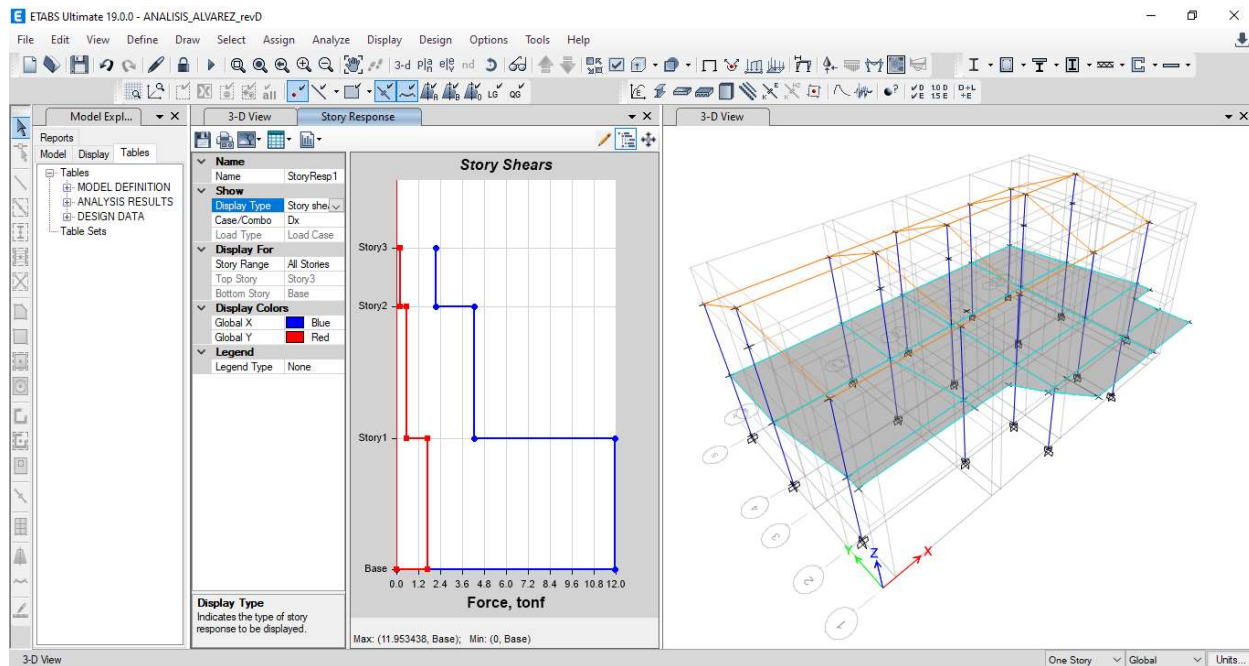 ETABS Ultimate 19.0.0 - ANALISIS_ALVAREZ_revD
File Edit View Define Draw Select Assign Analyze Display Design Options Tools Help
3-d
nd
all
LG QG
Model Expl...
Reports
Model Display Tables
Tables
MODEL DEFINITION
ANALYSIS RESULTS
DESIGN DATA
Table Sets
3-D View Story Response
Name
Name StoryResp1
Show
Display Type Story she
Case/Combo Dx
Load Type Load Case
Display For
Story Range All Stories
Top Story Story3
Bottom Story Base
Display Colors
Global X Blue
Global Y Red
Legend
Legend Type None
Display Type
Indicates the type of story
response to be displayed.
Story Shears
Story3
Story2
Story1
Base
0.0 1.2 2.4 3.6 4.8 6.0 7.2 8.4 9.6 10.8 12.0
Force, tonf
Max: (11.953438, Base); Min: (0, Base)
3-D View
X
Y
Z
3-D View
One Story Global Units...